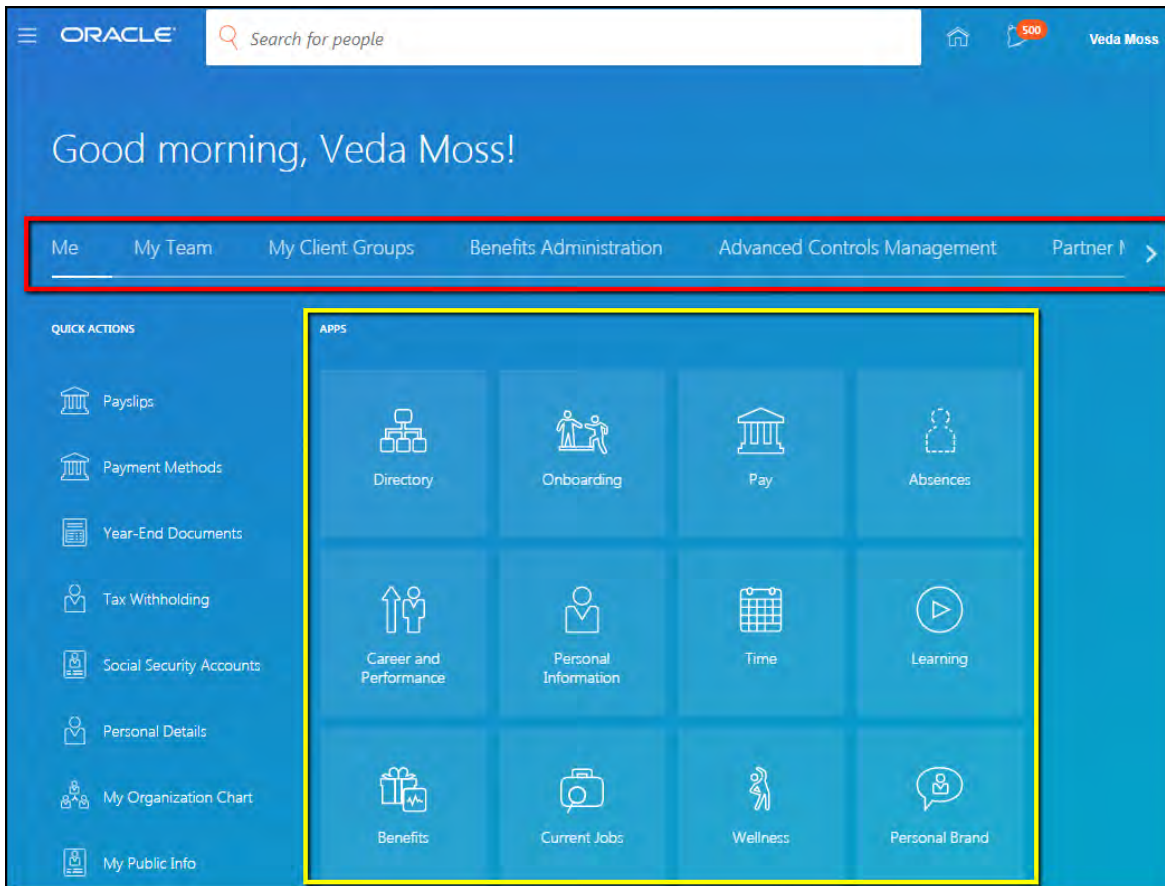 ORACLE
Search for people
500
Veda Moss
Good morning, Veda Moss!
Me
My Team
My Client Groups
Benefits Administration
Advanced Controls Management
Partner
QUICK ACTIONS
Payslips
Payment Methods
Year-End Documents
Tax Withholding
Social Security Accounts
Personal Details
My Organization Chart
My Public Info
APPS
Directory
Onboarding
Pay
Absences
Career and
Performance
Personal
Information
Time
Learning
Benefits
Current Jobs
Wellness
Personal Brand